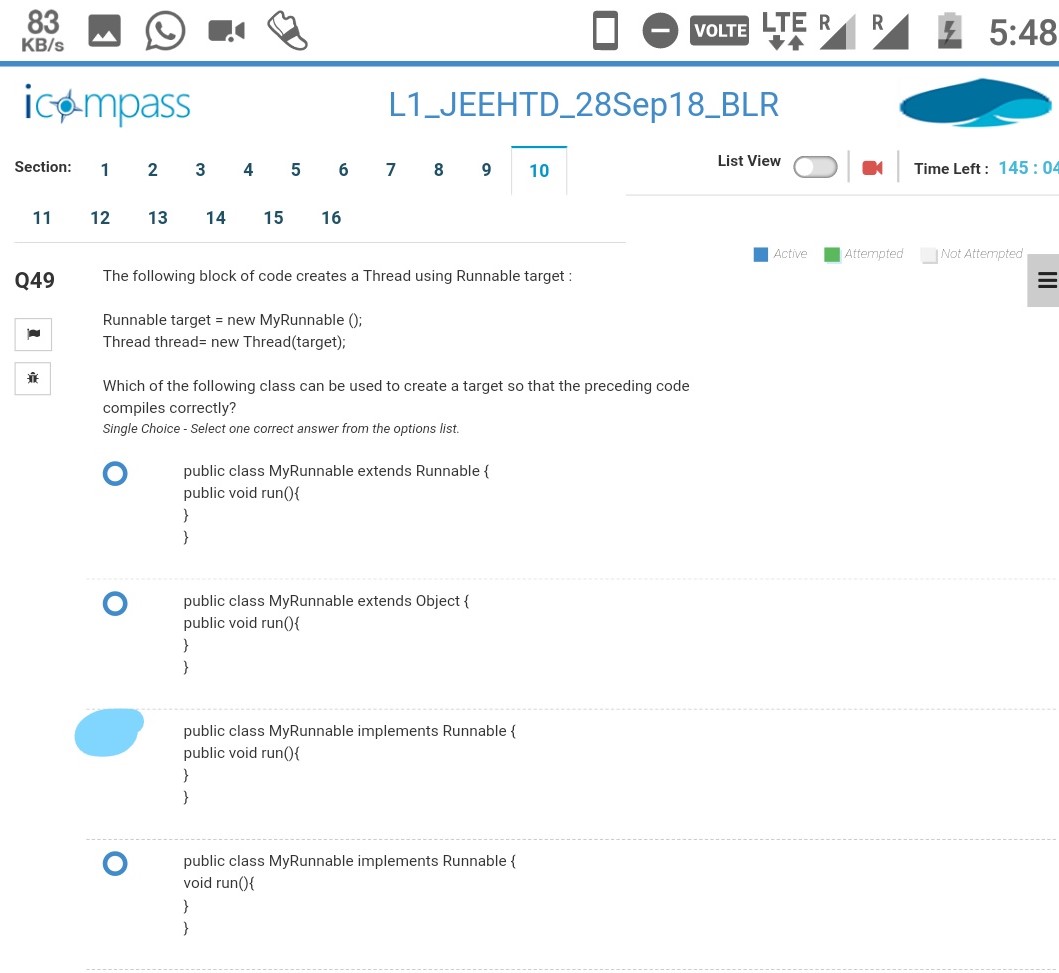 83
KB/s
VOLTE
LTE
R
R
5:48
icompass
L1_JEEHTD_28Sep18_BLR
Section:
1 2 3 4 5 6 7 8 9 10
List View
Time Left : 145 : 04
11 12 13 14 15 16
Active Attempted Not Attempted
Q49
The following block of code creates a Thread using Runnable target :
Runnable target = new MyRunnable ();
Thread thread= new Thread(target);
Which of the following class can be used to create a target so that the preceding code
compiles correctly?
Single Choice - Select one correct answer from the options list.
public class MyRunnable extends Runnable {
public void run(){
}
}
public class MyRunnable extends Object {
public void run(){
}
}
public class MyRunnable implements Runnable {
public void run(){
}
}
public class MyRunnable implements Runnable {
void run(){
}
}